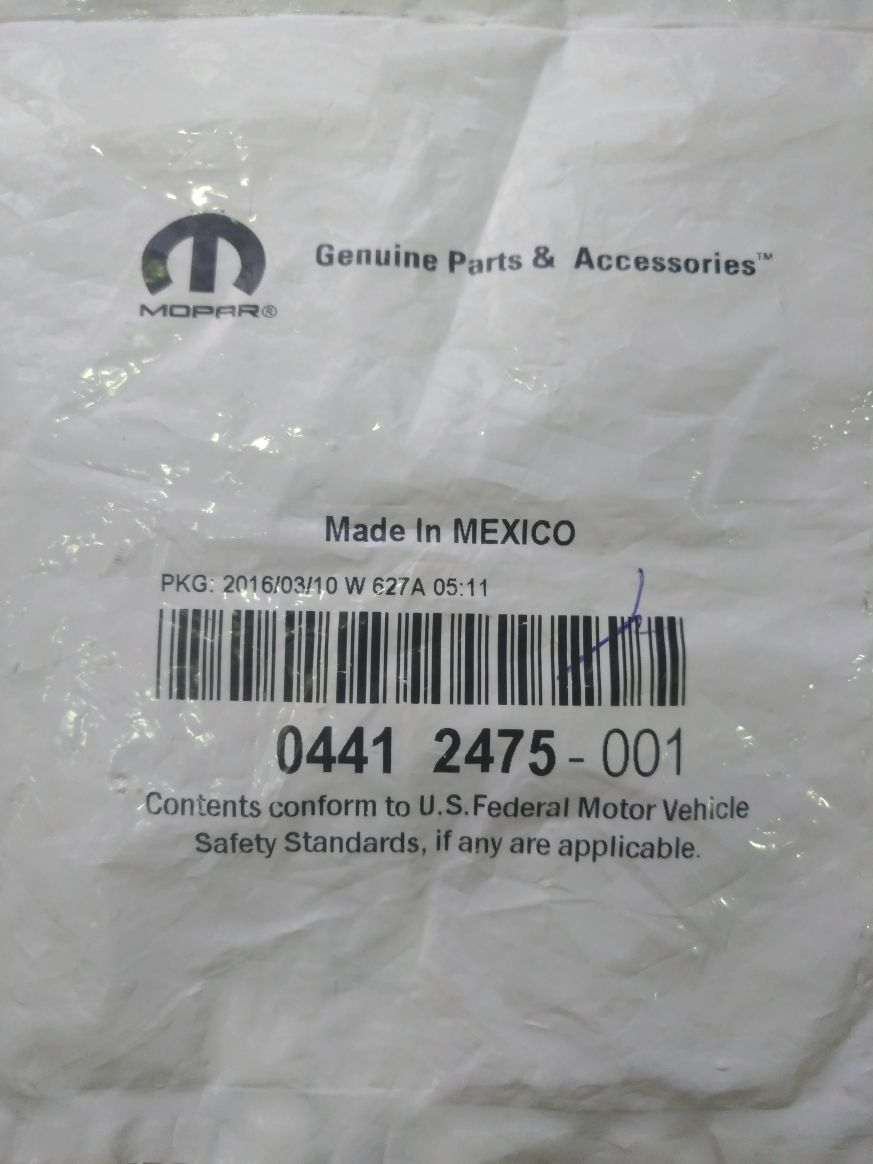 Genuine Parts & Accessories™
MOPAR®
Made In MEXICO
PKG: 2016/03/10 W 627A 05:11
0441 2475-001
Contents conform to U.S.Federal Motor Vehicle
Safety Standards, if any are applicable.